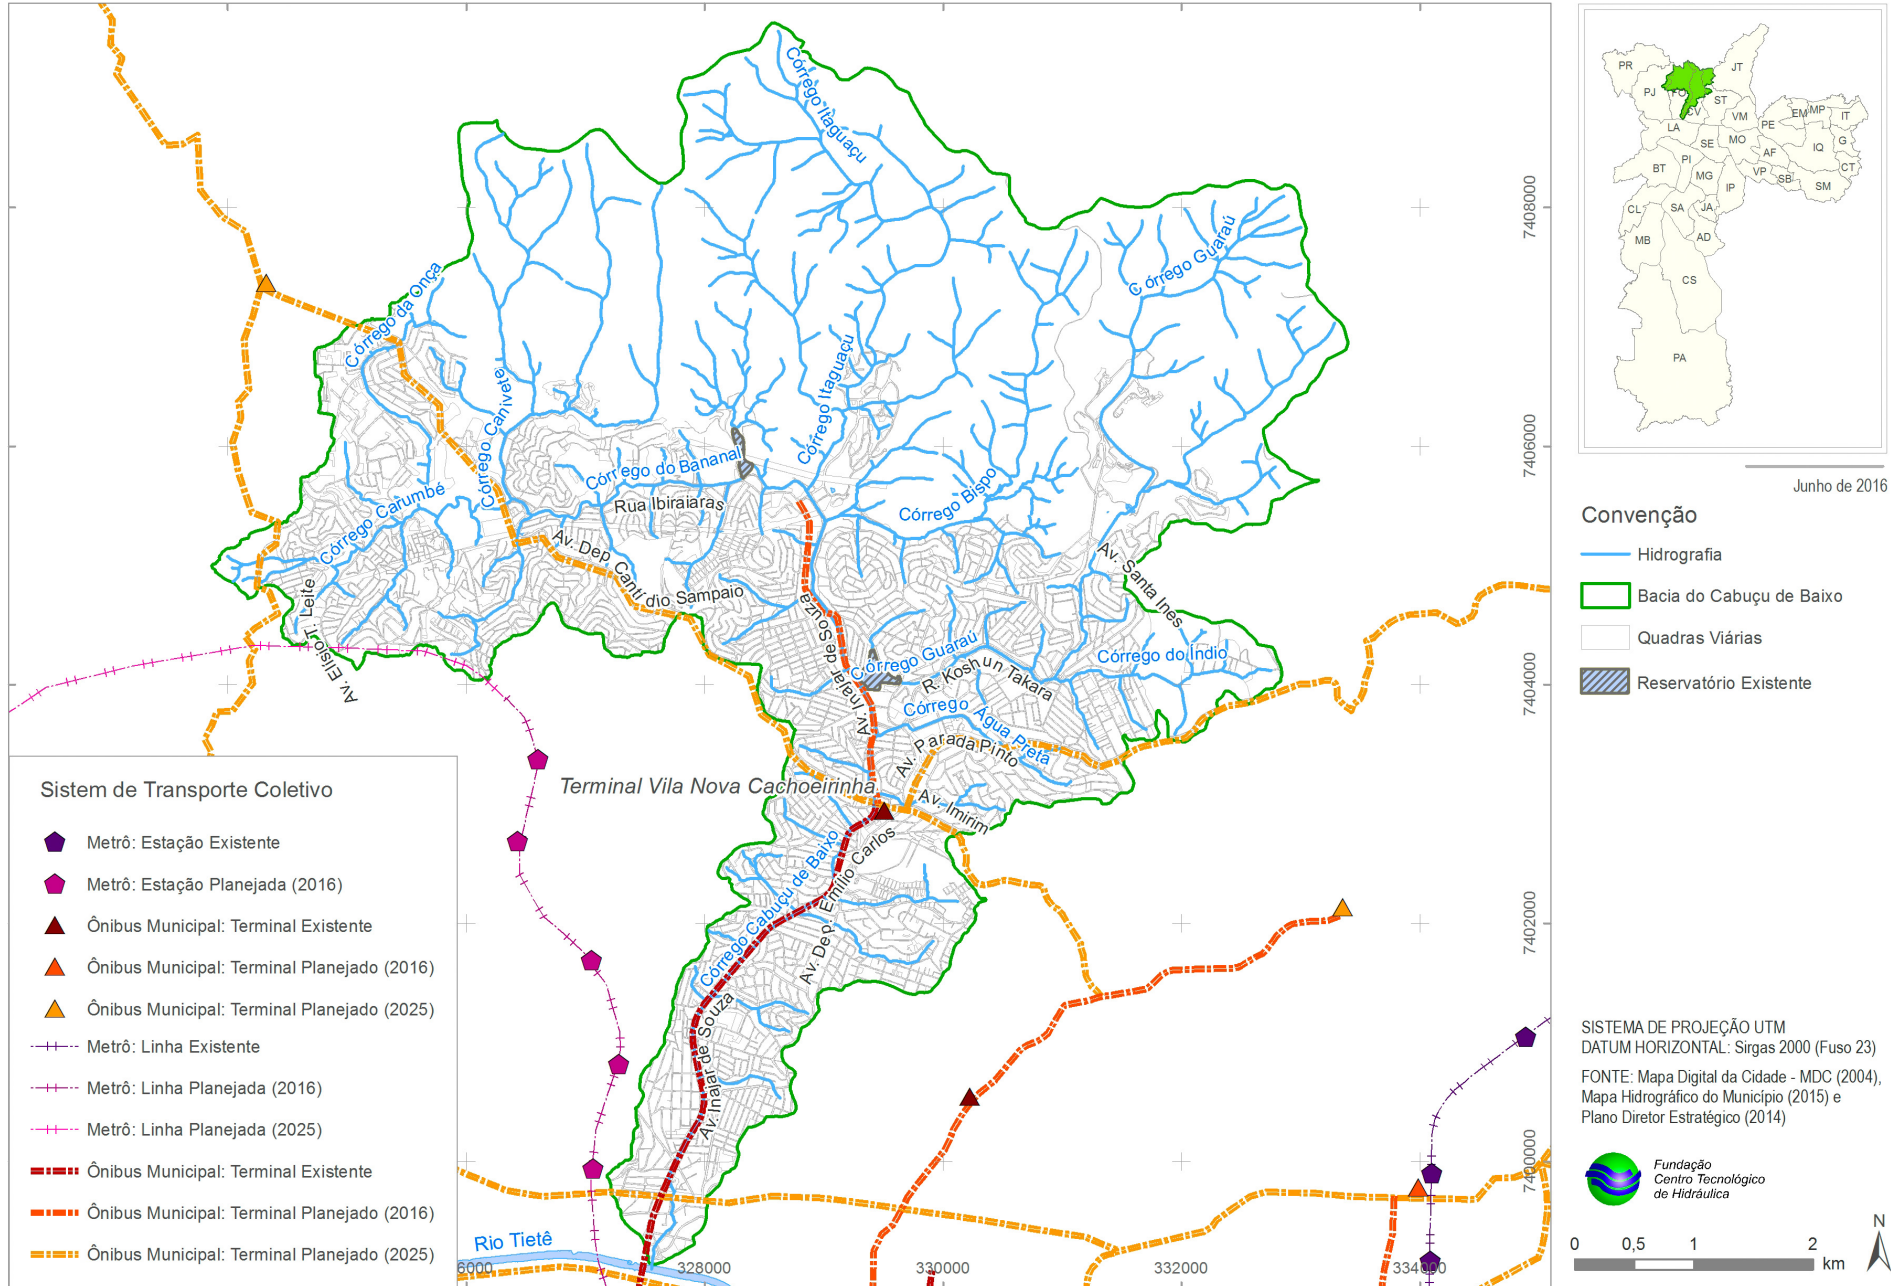 Córrego Itaguaçu
Córrego Guaraú
Córrego da Onça
Córrego Canivete
Córrego Itaguaçu
Córrego do Bananal
Córrego Carumbé
Rua Ibiraiaras
Córrego Bispo
Av. Dep. Cantídio Sampaio
Av. Santa Ines
Av. Elisio T. Leite
Av. Inajar de Souza
Córrego Guaraú
Córrego do Índio
R. Koshun Takara
Córrego Água Preta
Av. Parada Pinto
Terminal Vila Nova Cachoeirinha
Av. Imirim
Córrego Cabuçu de Baixo
Av. Dep. Emílio Carlos
Av. Inajar de Souza
Rio Tietê
6000
328000
330000
332000
334000
7408000
7406000
7404000
7402000
7400000
Sistem de Transporte Coletivo
Metrô: Estação Existente
Metrô: Estação Planejada (2016)
Ônibus Municipal: Terminal Existente
Ônibus Municipal: Terminal Planejado (2016)
Ônibus Municipal: Terminal Planejado (2025)
Metrô: Linha Existente
Metrô: Linha Planejada (2016)
Metrô: Linha Planejada (2025)
Ônibus Municipal: Terminal Existente
Ônibus Municipal: Terminal Planejado (2016)
Ônibus Municipal: Terminal Planejado (2025)
PR
JT
PJ
FO
ST
CV
VM
EM
MP
IT
LA
PE
SE
MO
AF
IQ
G
PI
BT
MG
VP
SB
CT
IP
SM
CL
SA
JA
MB
AD
CS
PA
Junho de 2016
Convenção
Hidrografia
Bacia do Cabuçu de Baixo
Quadras Viárias
Reservatório Existente
SISTEMA DE PROJEÇÃO UTM
DATUM HORIZONTAL: Sirgas 2000 (Fuso 23)
FONTE: Mapa Digital da Cidade - MDC (2004),
Mapa Hidrográfico do Município (2015) e
Plano Diretor Estratégico (2014)
Fundação
Centro Tecnológico
de Hidráulica
N
0 0,5 1 2 km